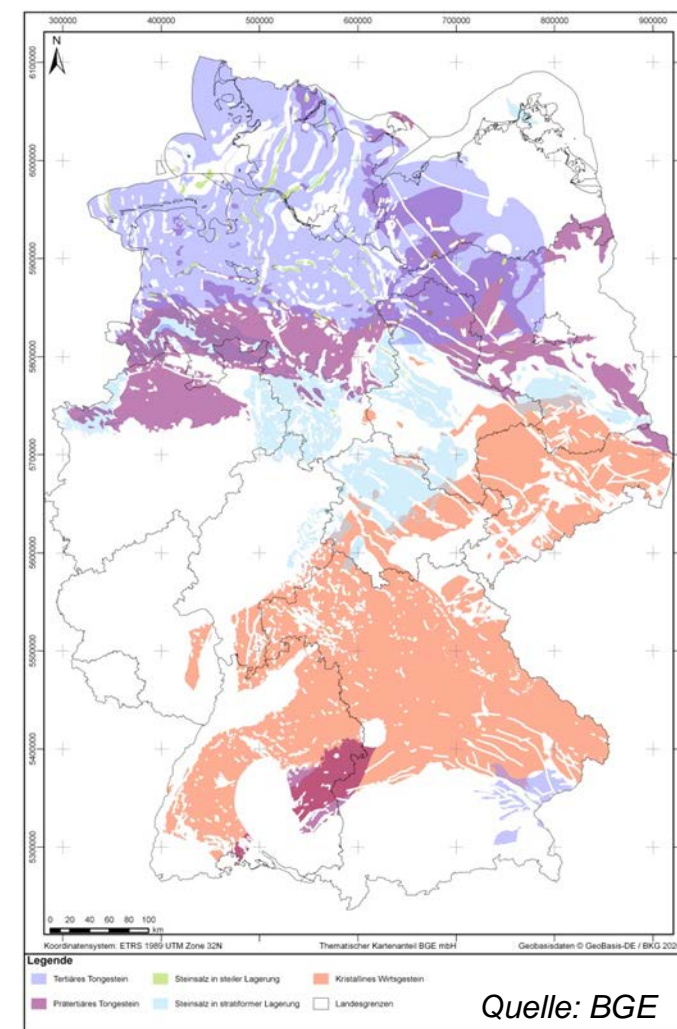 300000 400000 500000 600000 700000 800000 900000
N
6100000
6000000
5900000
5800000
5700000
5600000
5500000
5400000
5300000
0 20 40 60 80 100
km
Koordinatensystem: ETRS 1989 UTM Zone 32N Thematischer Kartenanteil BGE mbH Geobasisdaten © GeoBasis-DE / BKG 202
Legende
Tertiäres Tongestein Steinsalz in steiler Lagerung Kristallines Wirtsgestein
Prätertiäres Tongestein Steinsalz in stratiformer Lagerung Landesgrenzen
Quelle: BGE